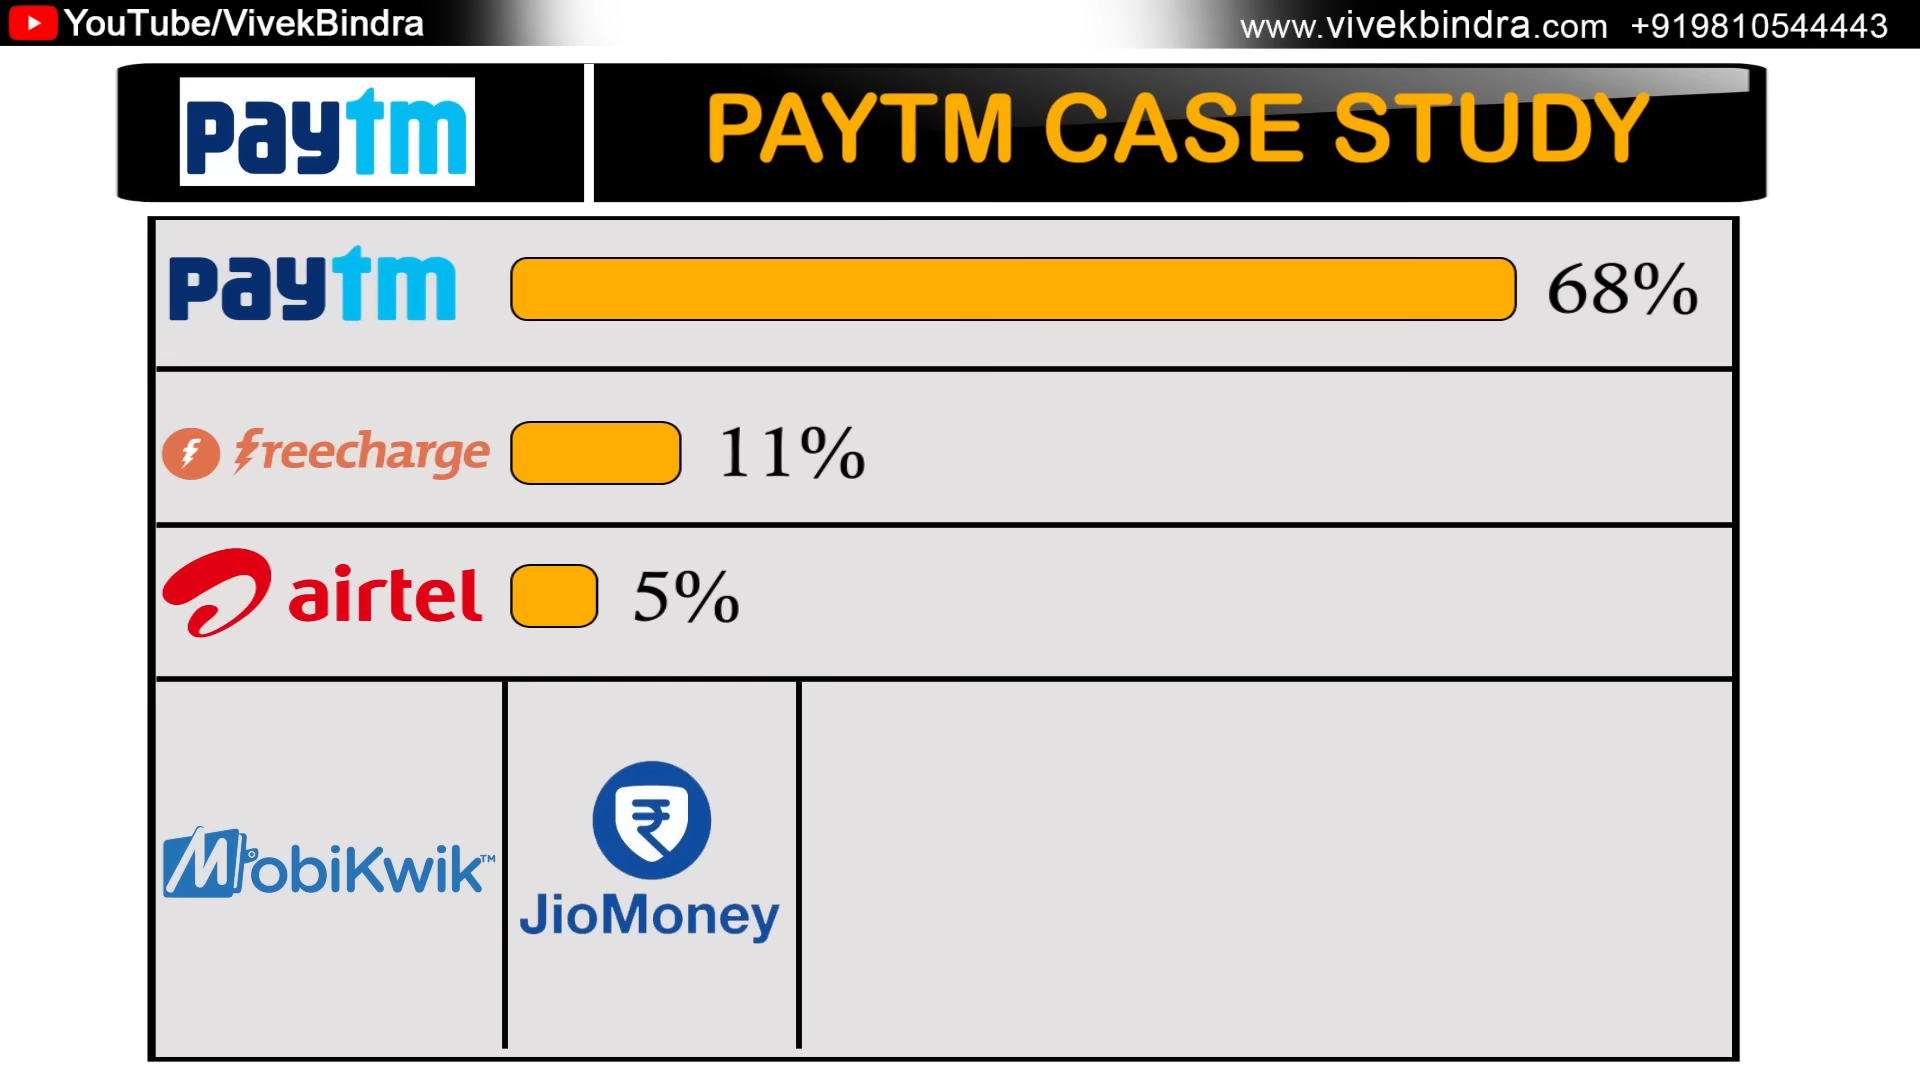 YouTube/VivekBindra
www.vivekbindra.com +919810544443
paytm
PAYTM CASE STUDY
paytm
68%
freecharge
11%
airtel
5%
MobiKwik™
₹
JioMoney